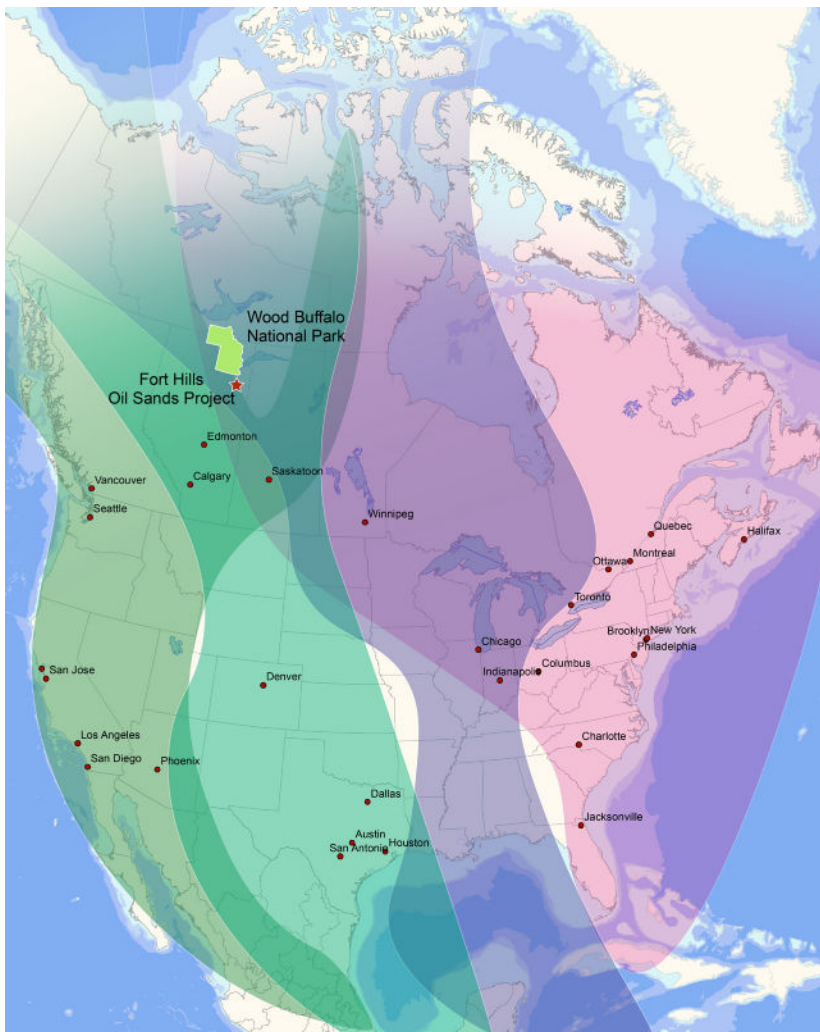 Wood Buffalo
National Park
Fort Hills
Oil Sands Project
Edmonton
Calgary
Saskatoon
Vancouver
Seattle
Winnipeg
Quebec
Halifax
Montreal
Ottawa
Toronto
Brooklyn
New York
Philadelphia
Chicago
Indianapolis
Columbus
San Jose
Denver
Charlotte
Los Angeles
San Diego
Phoenix
Dallas
Jacksonville
Austin
San Antonio
Houston